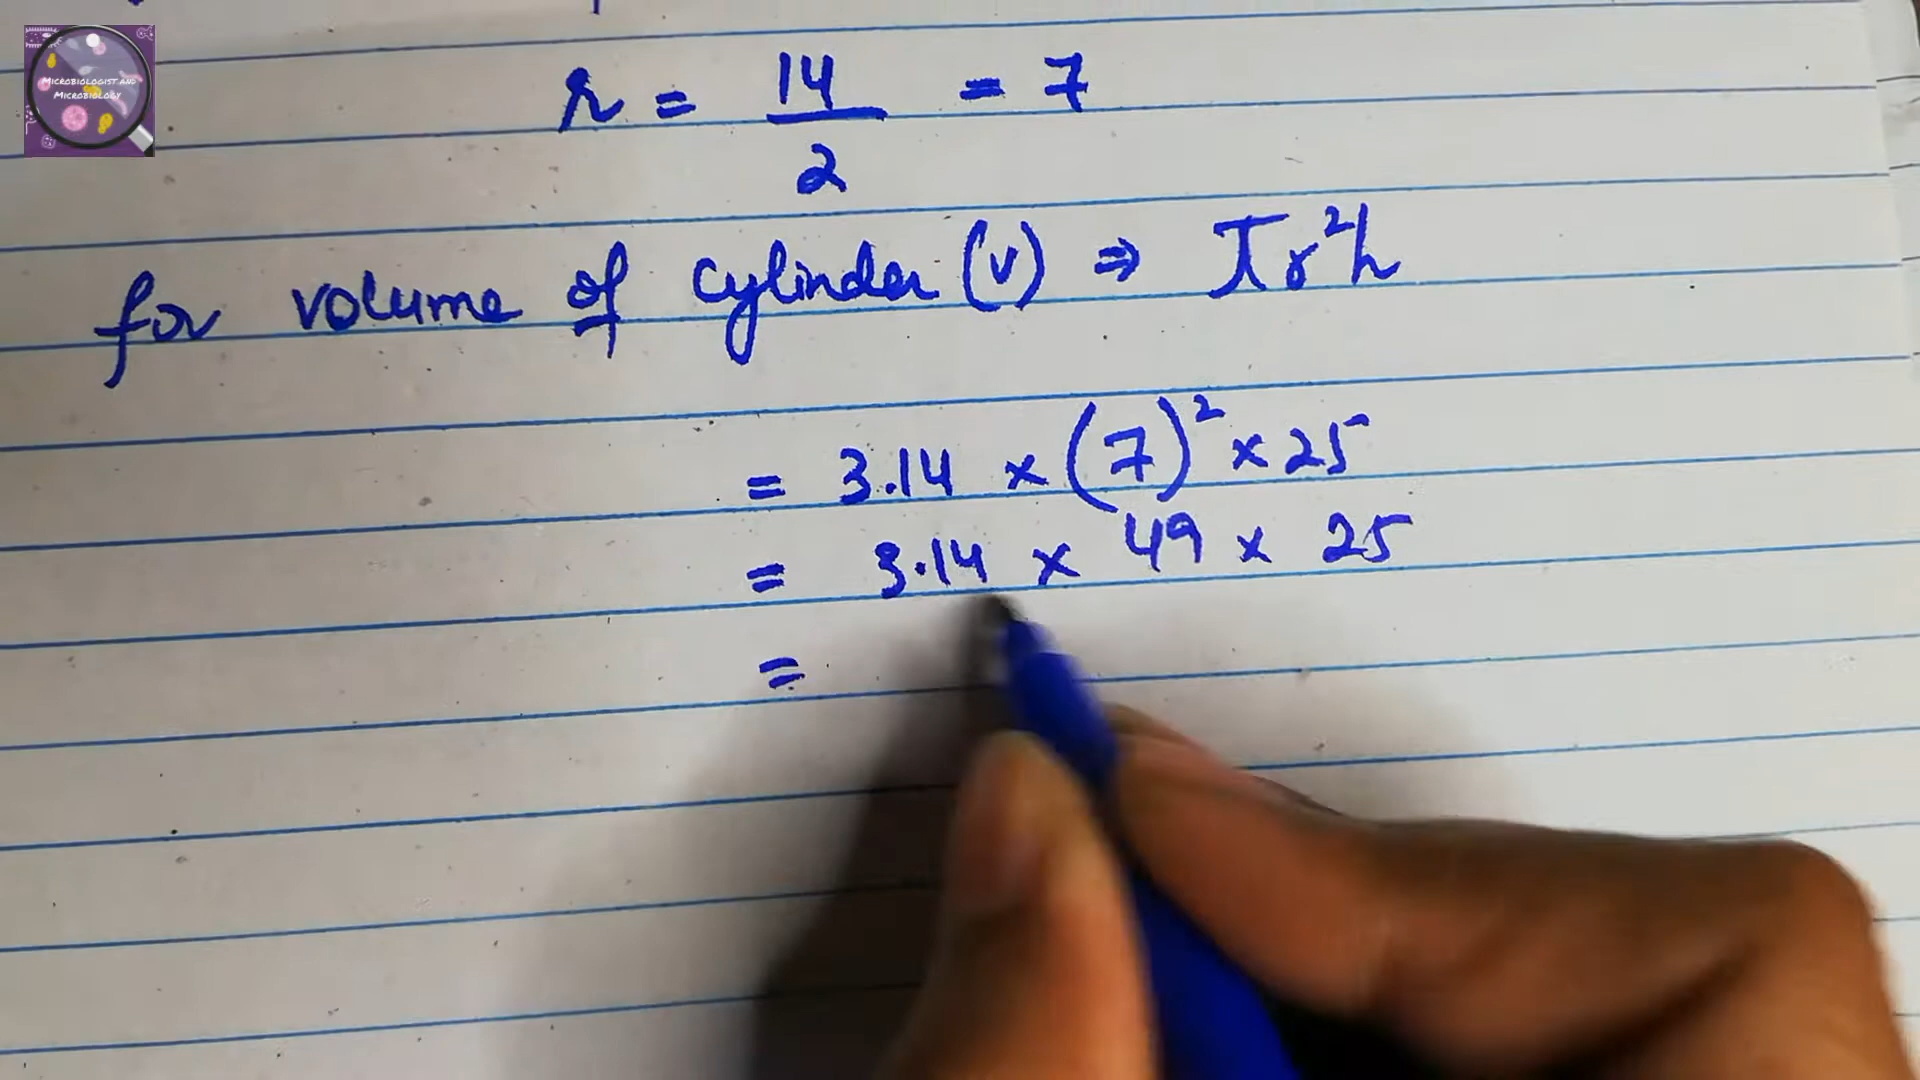 MICROBIOLOGIST AND
MICROBIOLOGY
r = 14/2 = 7
for volume of cylinder (v) ⇒ πr²h
= 3.14 × (7)² × 25
= 3.14 × 49 × 25
=